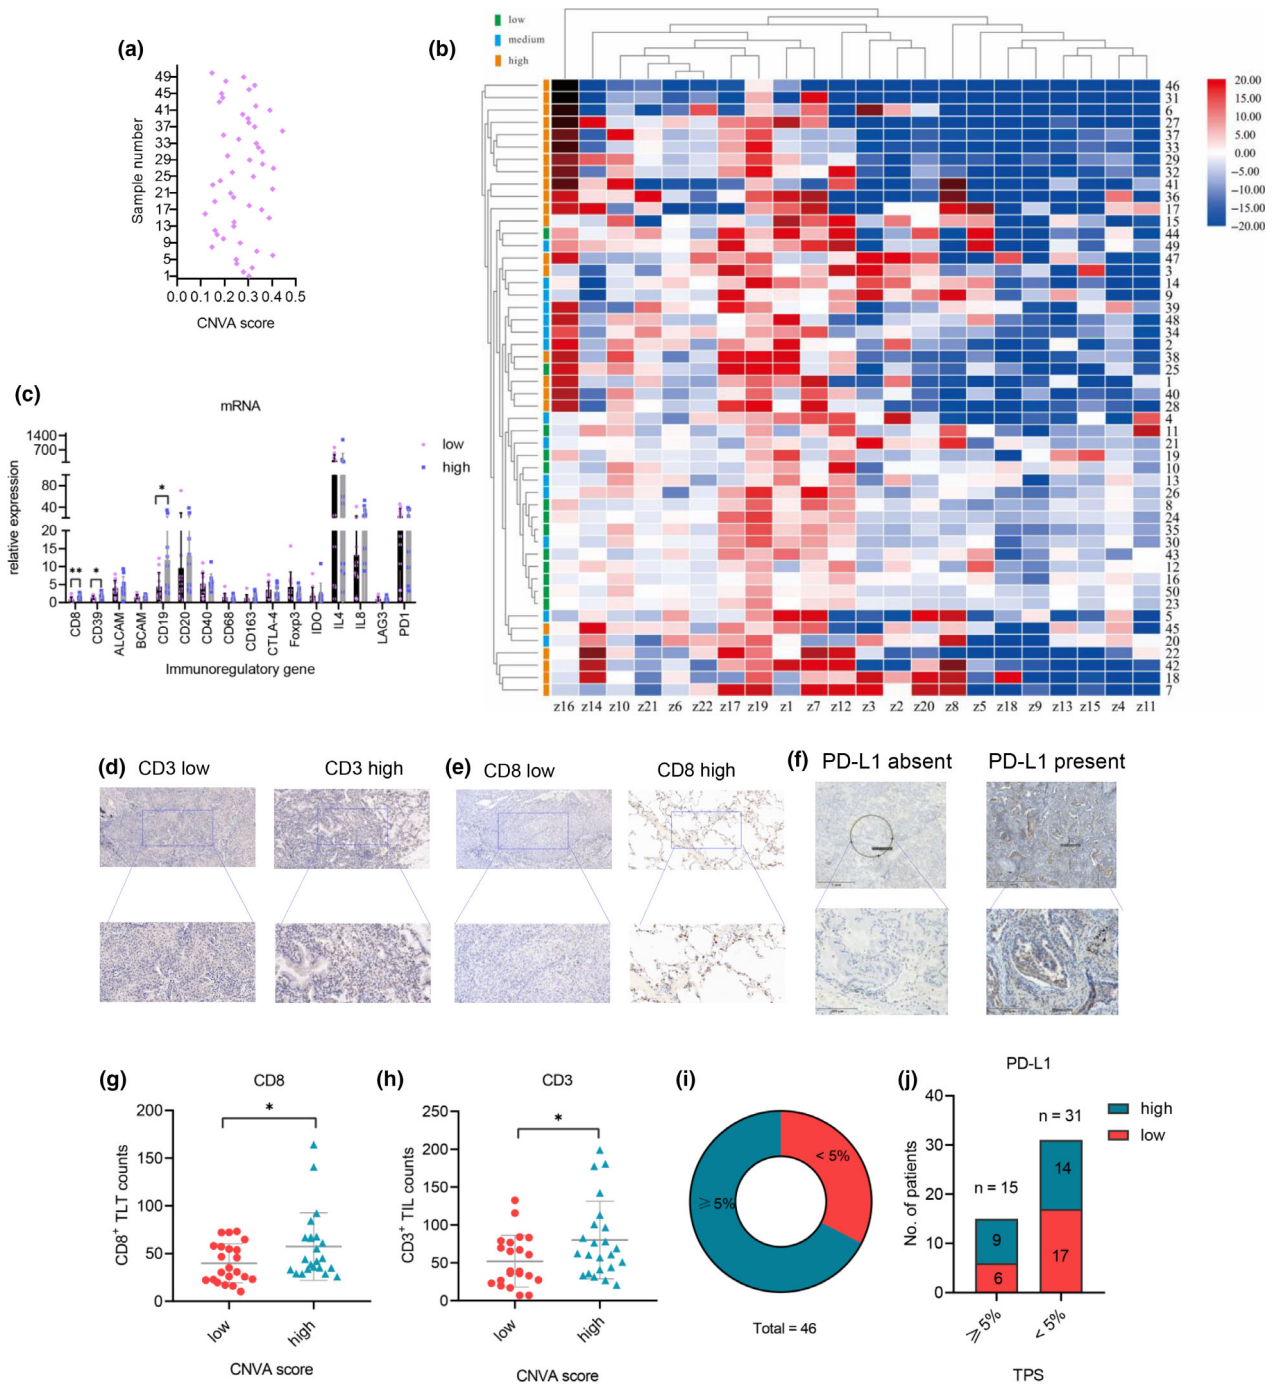 (a)
49
45
41
37
33
29
25
21
17
13
9
5
1
Sample number
0.0 0.1 0.2 0.3 0.4 0.5
CNVA score
(b)
low
medium
high
46
31
6
27
37
33
29
32
41
36
17
15
44
49
47
3
14
9
39
48
34
2
38
25
1
40
28
4
11
21
19
10
13
26
8
24
35
30
43
12
16
50
23
5
45
20
22
42
18
7
z16 z14 z10 z21 z6 z22 z17 z19 z1 z7 z12 z3 z2 z20 z8 z5 z18 z9 z13 z15 z4 z11
20.00
15.00
10.00
5.00
0.00
−5.00
−10.00
−15.00
−20.00
(c)
mRNA
low
high
1400
700
80
40
20
15
10
5
0
relative expression
** * *
CD8 CD39 ALCAM BCAM CD19 CD20 CD40 CD68 CD163 CTLA-4 Foxp3 IDO IL4 IL8 LAG3 PD1
Immunoregulatory gene
(d)
CD3 low CD3 high
(e)
CD8 low CD8 high
(f)
PD-L1 absent PD-L1 present
(g)
CD8
200
150
100
50
0
CD8+ TLT counts
*
low high
CNVA score
(h)
CD3
250
200
150
100
50
0
CD3+ TIL counts
*
low high
CNVA score
(i)
< 5%
⩾ 5%
Total = 46
(j)
PD-L1
40
30
20
10
0
No. of patients
n = 15
n = 31
9
6
14
17
high
low
⩾ 5% < 5%
TPS